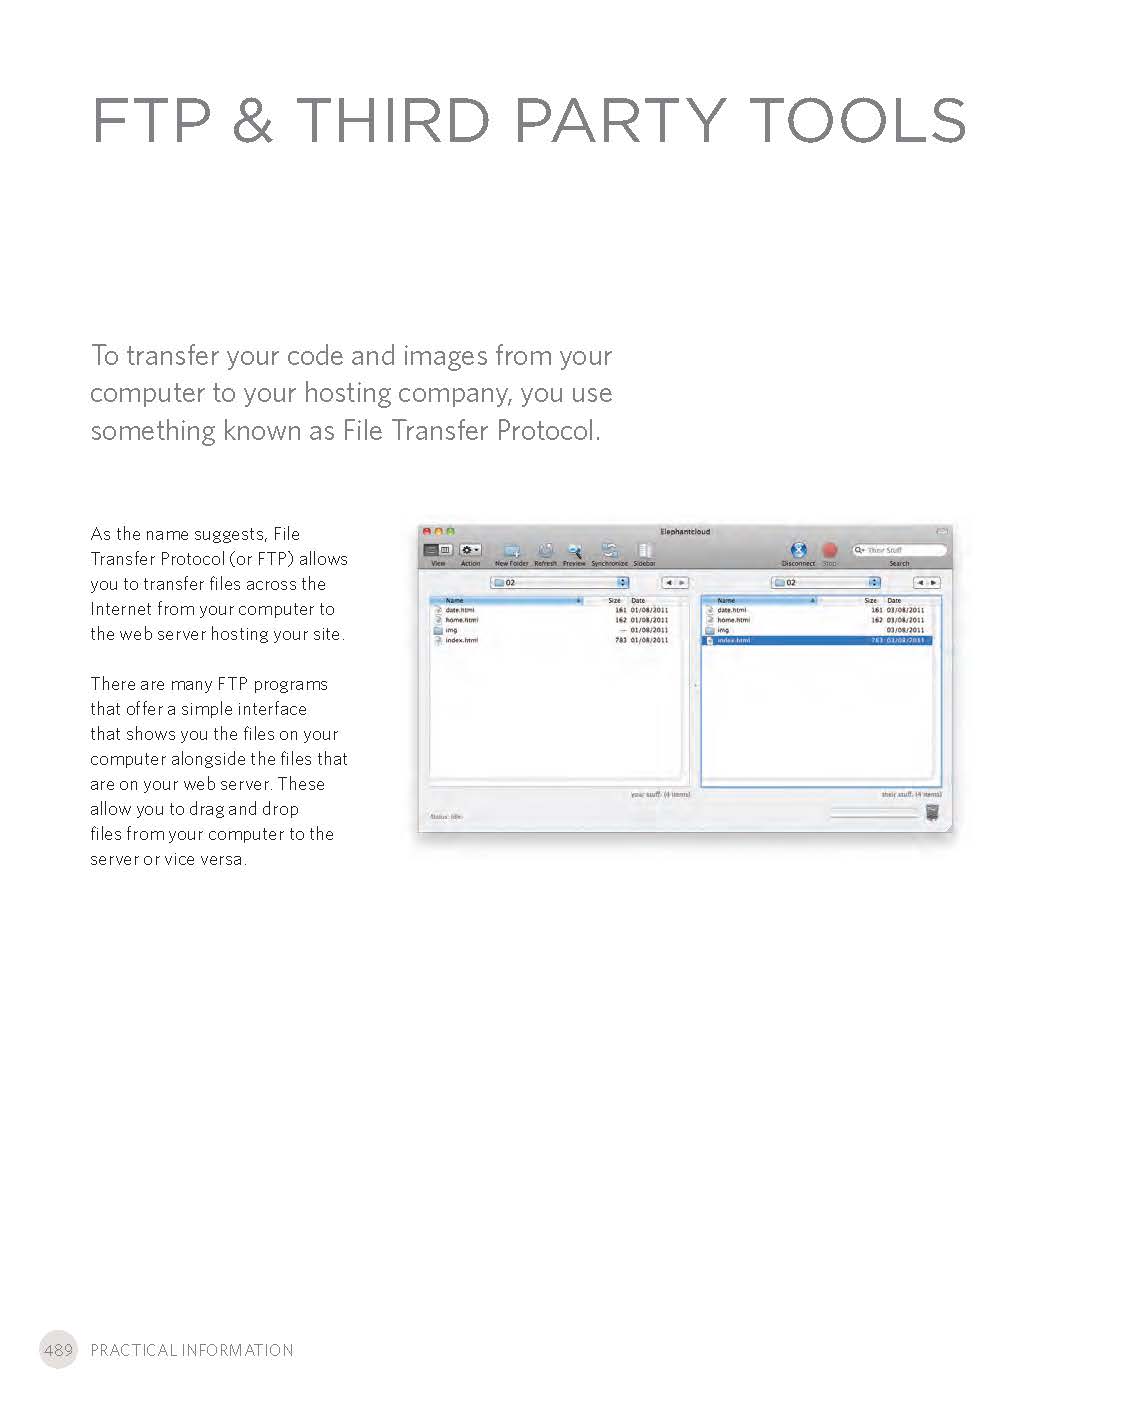 FTP & THIRD PARTY TOOLS
To transfer your code and images from your
computer to your hosting company, you use
something known as File Transfer Protocol.
As the name suggests, File
Transfer Protocol (or FTP) allows
you to transfer files across the
Internet from your computer to
the web server hosting your site.
There are many FTP programs
that offer a simple interface
that shows you the files on your
computer alongside the files that
are on your web server. These
allow you to drag and drop
files from your computer to the
server or vice versa.
Elephantcloud
View Action New Folder Refresh Preview Synchronize Sidebar Disconnect Stop Search
Their Stuff
02
Name Size Date
date.html 161 01/08/2011
home.html 162 01/08/2011
img -- 01/08/2011
index.html 783 01/08/2011
your stuff: (4 items)
Status: Idle.
02
Name Size Date
date.html 161 03/08/2011
home.html 162 03/08/2011
img 03/08/2011
index.html 783 03/08/2011
their stuff: (4 items)
489 PRACTICAL INFORMATION